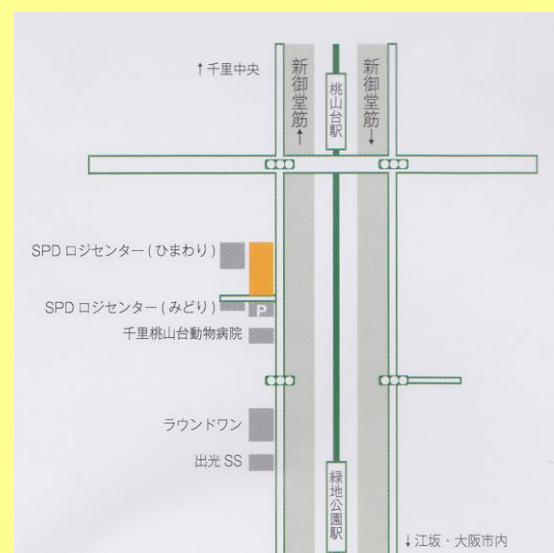 ↑千里中央
新御堂筋↑
桃山台駅
新御堂筋↓
SPD ロジセンター(ひまわり)
SPD ロジセンター(みどり)
P
千里桃山台動物病院
ラウンドワン
出光 SS
緑地公園駅
↓江坂・大阪市内